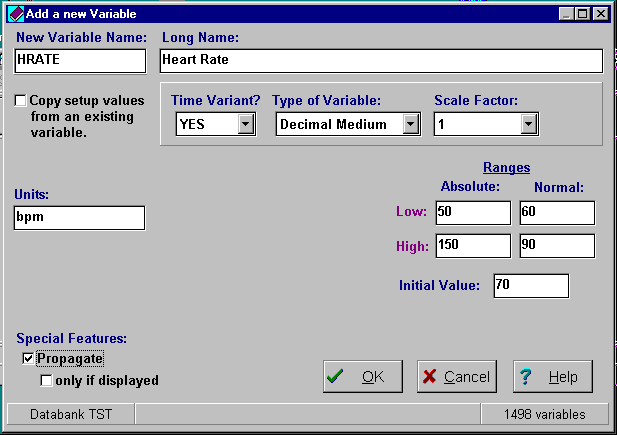 Add a new Variable
New Variable Name: Long Name:
HRATE Heart Rate
Copy setup values
from an existing
variable.
Time Variant? Type of Variable: Scale Factor:
YES Decimal Medium 1
Ranges
Absolute: Normal:
Units:
bpm
Low: 50 60
High: 150 90
Initial Value: 70
Special Features:
Propagate
only if displayed
OK Cancel ? Help
Databank TST 1498 variables